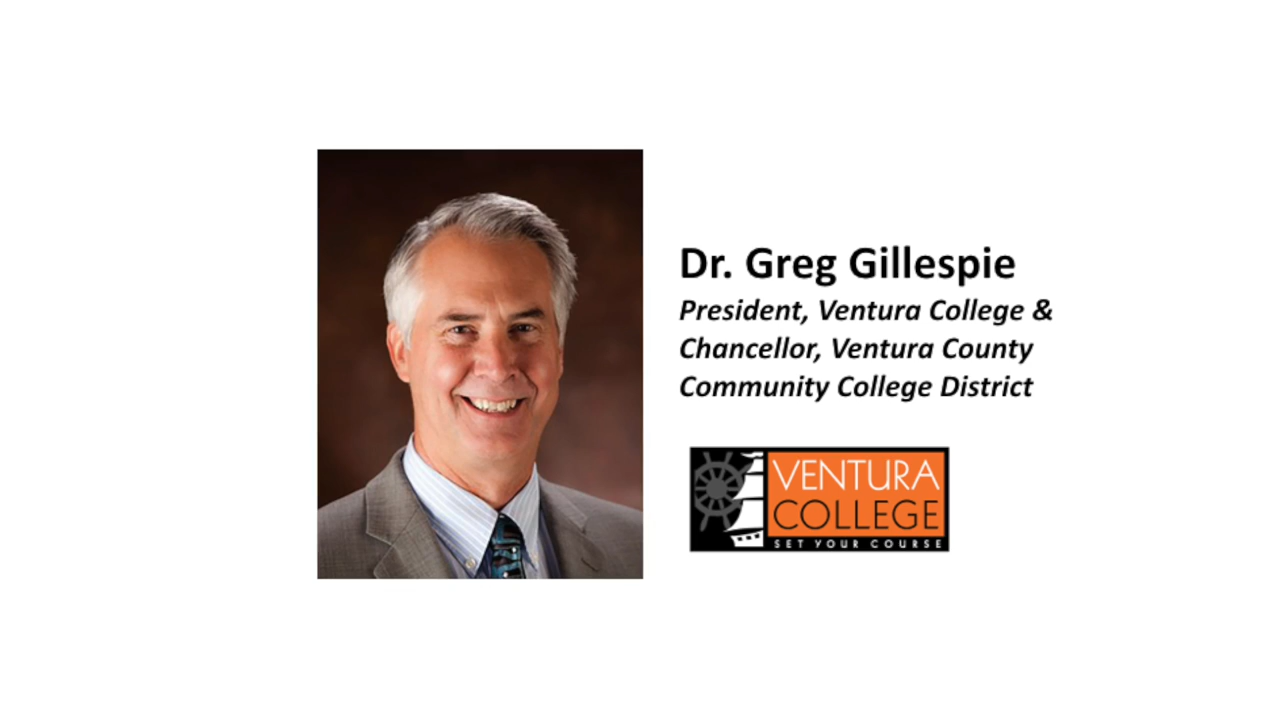 Dr. Greg Gillespie
President, Ventura College &
Chancellor, Ventura County
Community College District
VENTURA
COLLEGE
SET YOUR COURSE